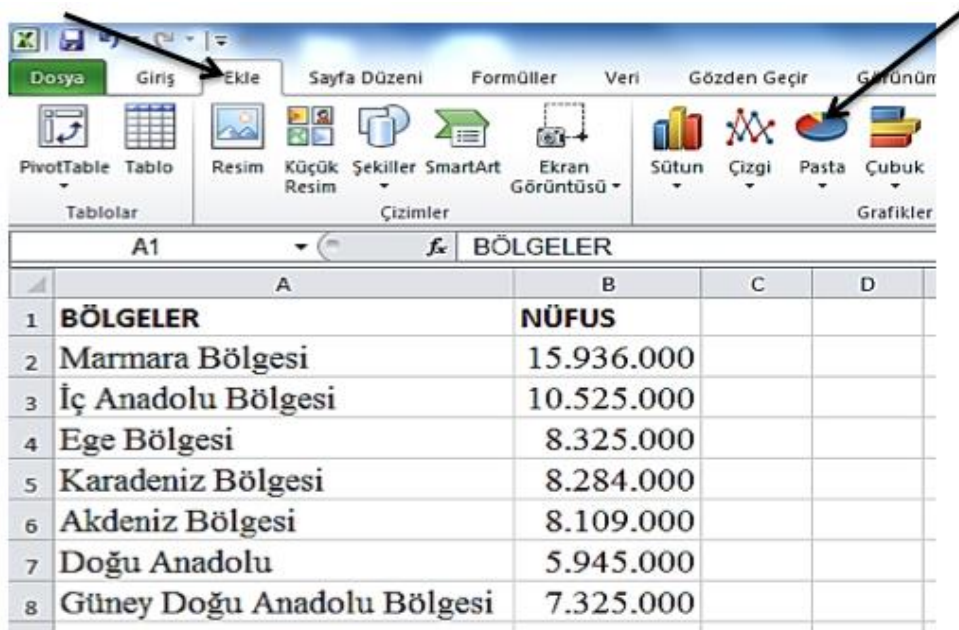 Dosya Giriş Ekle Sayfa Düzeni Formüller Veri Gözden Geçir Görünüm
PivotTable Tablo Resim Küçük Resim Şekiller SmartArt Ekran Görüntüsü Sütun Çizgi Pasta Çubuk
Tablolar Çizimler Grafikler
A1 fx BÖLGELER
A B C D
1 BÖLGELER NÜFUS
2 Marmara Bölgesi 15.936.000
3 İç Anadolu Bölgesi 10.525.000
4 Ege Bölgesi 8.325.000
5 Karadeniz Bölgesi 8.284.000
6 Akdeniz Bölgesi 8.109.000
7 Doğu Anadolu 5.945.000
8 Güney Doğu Anadolu Bölgesi 7.325.000